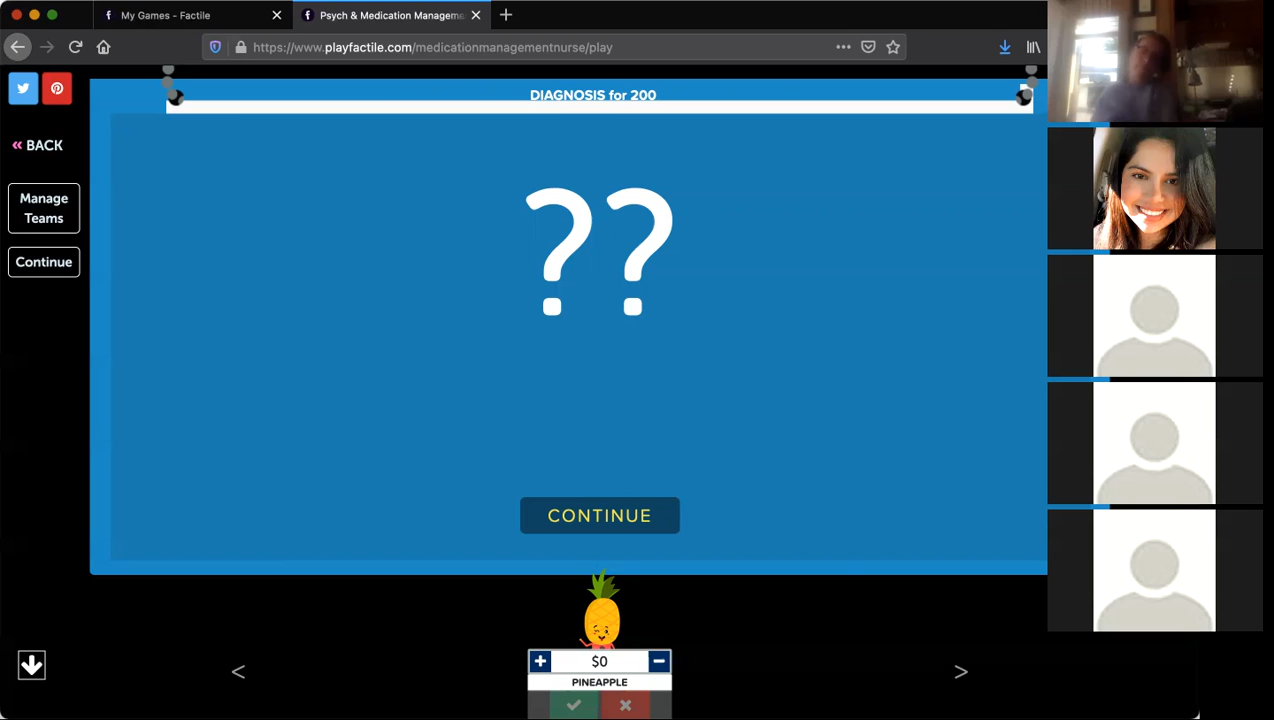 My Games - Factile
Psych & Medication Managem
https://www.playfactile.com/medicationmanagementnurse/play
DIAGNOSIS for 200
« BACK
Manage
Teams
Continue
??
CONTINUE
< >
+ $0 −
PINEAPPLE